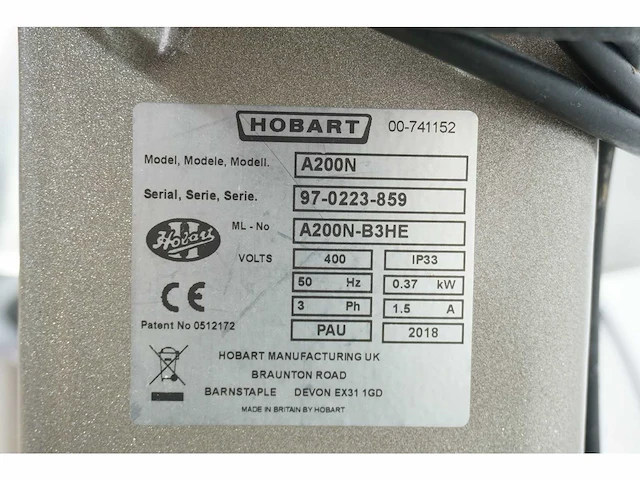 HOBART 00-741152
Model, Modele, Modell. A200N
Serial, Serie, Serie. 97-0223-859
Hobart ML - No A200N-B3HE
VOLTS 400 IP33
50 Hz 0.37 kW
CE 3 Ph 1.5 A
Patent No 0512172 PAU 2018
HOBART MANUFACTURING UK
BRAUNTON ROAD
BARNSTAPLE DEVON EX31 1GD
MADE IN BRITAIN BY HOBART